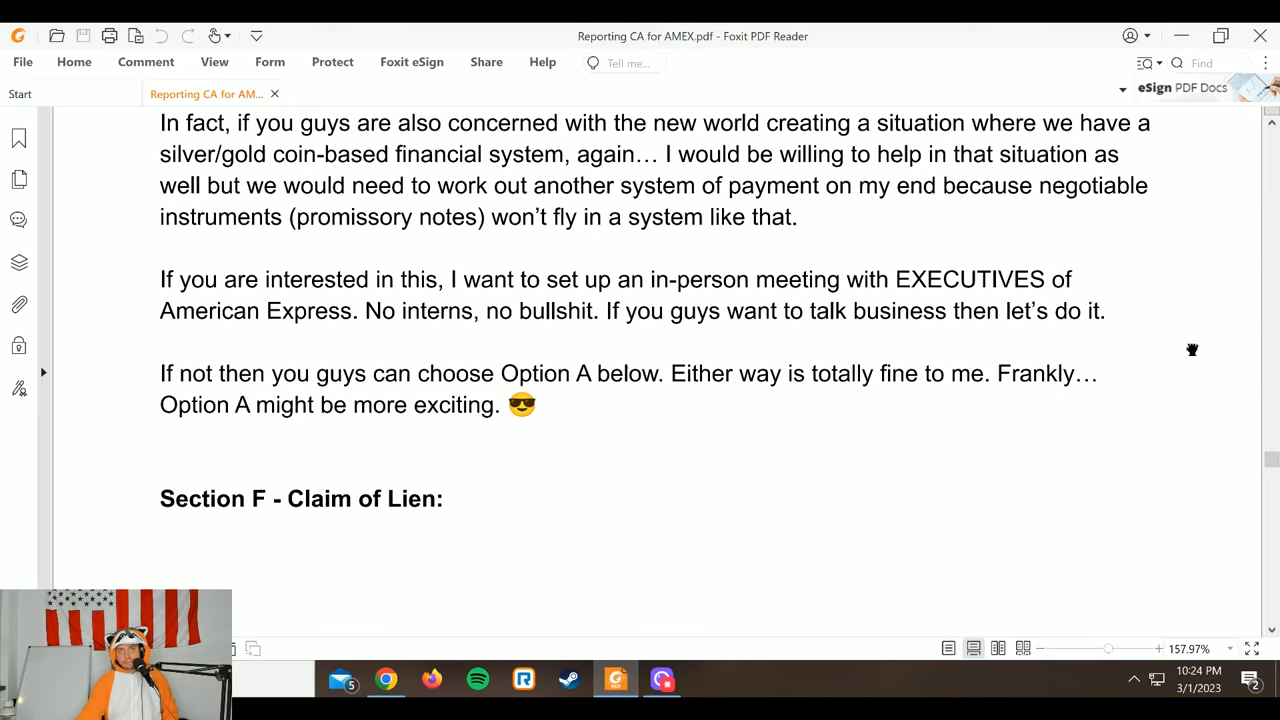 Reporting CA for AMEX.pdf - Foxit PDF Reader
File Home Comment View Form Protect Foxit eSign Share Help Tell me... Find
Start Reporting CA for AM... eSign PDF Docs
In fact, if you guys are also concerned with the new world creating a situation where we have a
silver/gold coin-based financial system, again… I would be willing to help in that situation as
well but we would need to work out another system of payment on my end because negotiable
instruments (promissory notes) won’t fly in a system like that.
If you are interested in this, I want to set up an in-person meeting with EXECUTIVES of
American Express. No interns, no bullshit. If you guys want to talk business then let’s do it.
If not then you guys can choose Option A below. Either way is totally fine to me. Frankly…
Option A might be more exciting. 😎
Section F - Claim of Lien:
157.97%
5
10:24 PM
3/1/2023
2